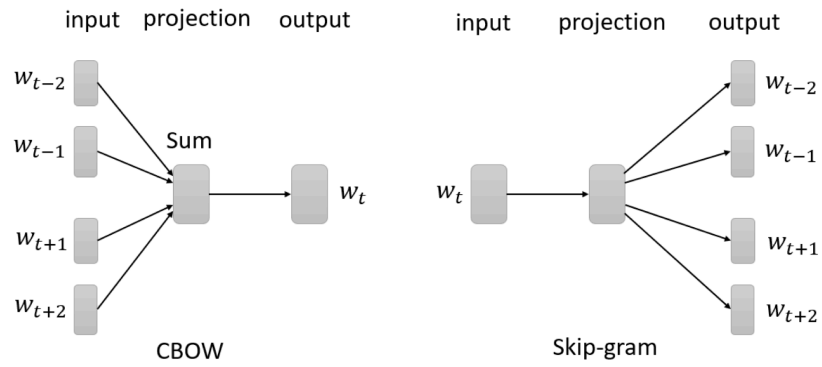 input projection output
w_{t-2}
w_{t-1}
Sum
w_t
w_{t+1}
w_{t+2}
CBOW
input projection output
w_{t-2}
w_{t-1}
w_t
w_{t+1}
w_{t+2}
Skip-gram